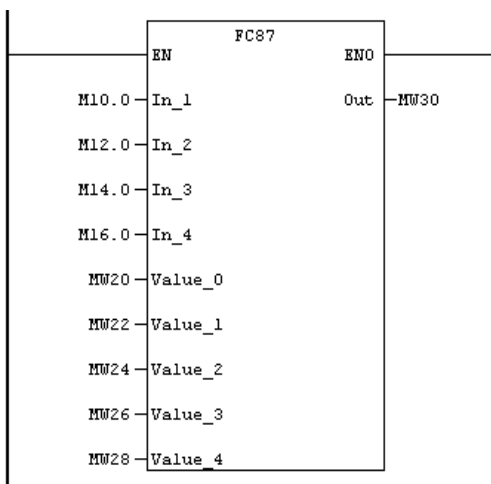 FC87
EN ENO
M10.0 In_1 Out MW30
M12.0 In_2
M14.0 In_3
M16.0 In_4
MW20 Value_0
MW22 Value_1
MW24 Value_2
MW26 Value_3
MW28 Value_4